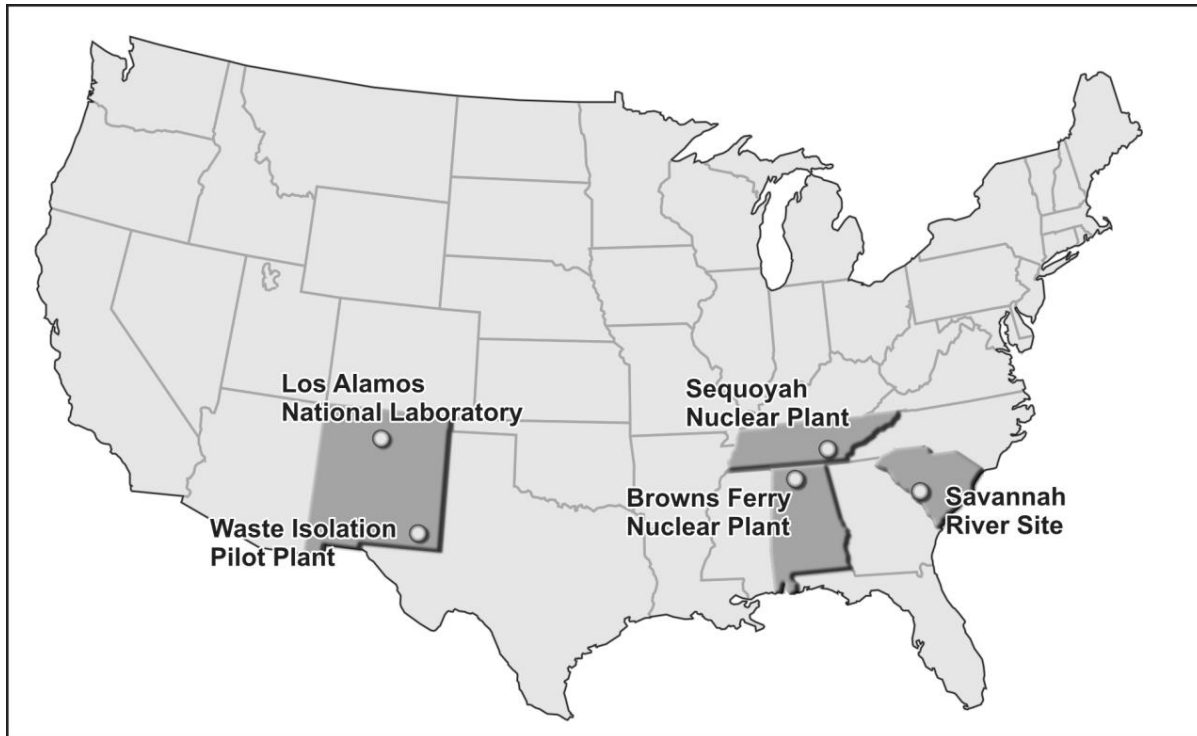 Los Alamos
National Laboratory
Sequoyah
Nuclear Plant
Waste Isolation
Pilot Plant
Browns Ferry
Nuclear Plant
Savannah
River Site